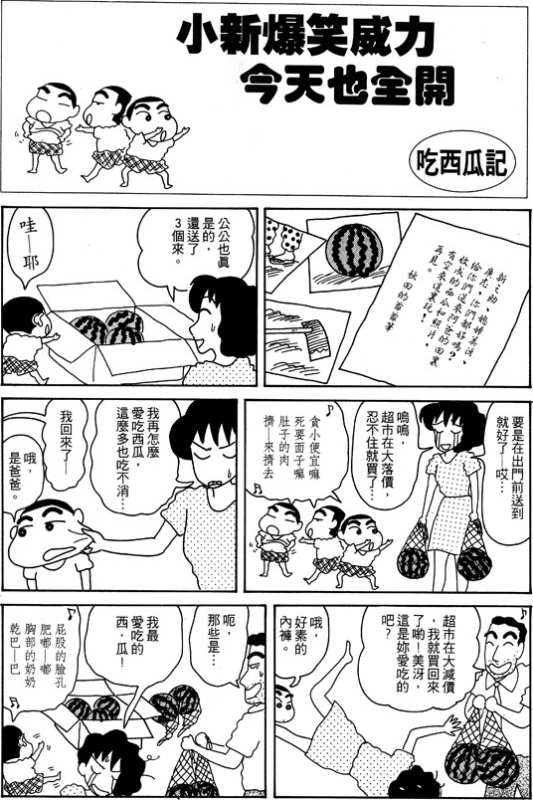 小新爆笑威力
今天也全開
吃西瓜記
新之助、
再見。
公公也真
是的,
還送了
3個來。
哇──耶
要是在出門前送到
就好了─哎…
嗚嗚,
超市在大落價,
忍不住就買了…
貪小便宜嘛
死要面子嘛
肚子的肉
擠─來擠去
我再怎麼
愛吃西瓜,
這麼多也吃不消…
我回來了─
哦,
是爸爸。
超市在大減價
,我就買回來
了喲!美冴
這是妳愛吃的
吧?
哦,
好素的
內褲。
呃,
那些是…
我最
愛吃的
西.瓜!
屁股的臉孔
肥嘟─嘟
胸部的奶奶
乾巴─巴